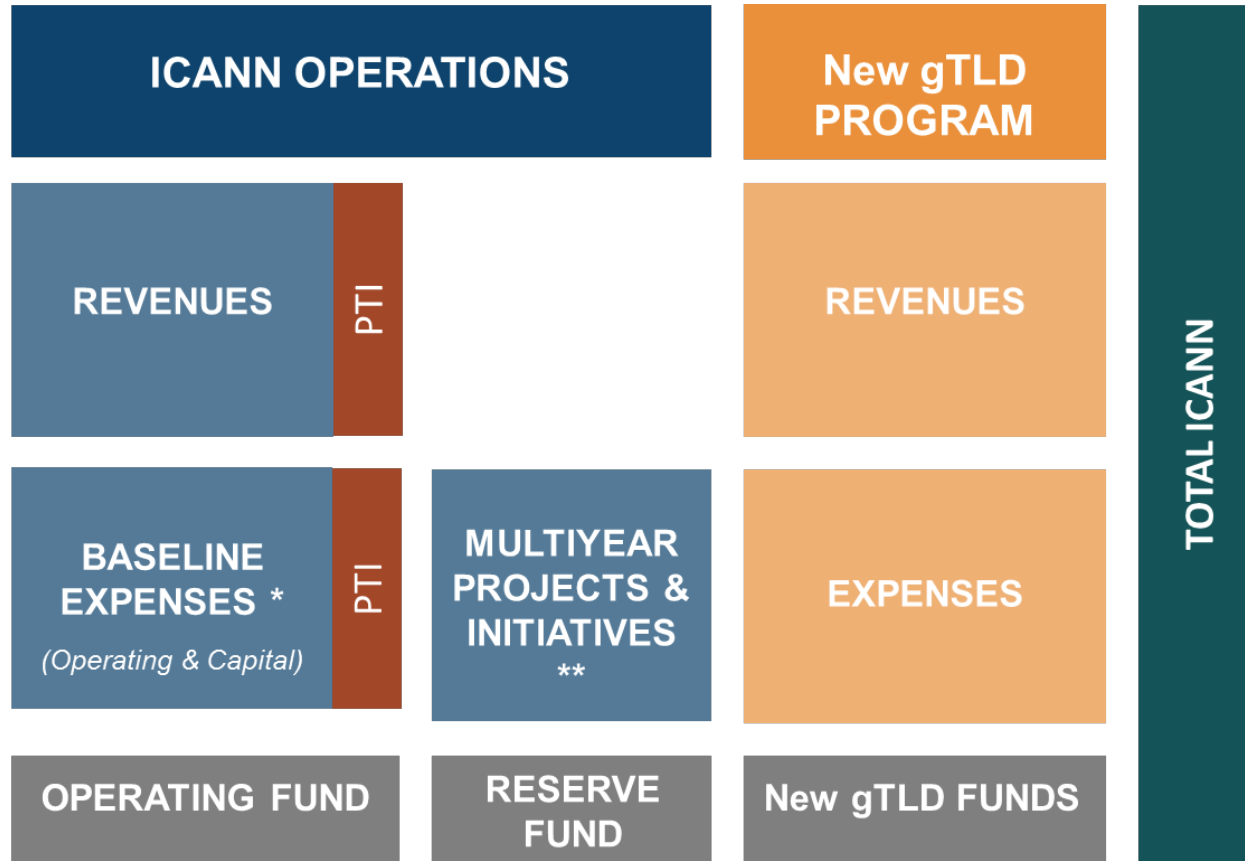 ICANN OPERATIONS
New gTLD
PROGRAM
REVENUES
PTI
REVENUES
BASELINE
EXPENSES *
(Operating & Capital)
PTI
MULTIYEAR
PROJECTS &
INITIATIVES
**
EXPENSES
OPERATING FUND
RESERVE
FUND
New gTLD FUNDS
TOTAL ICANN